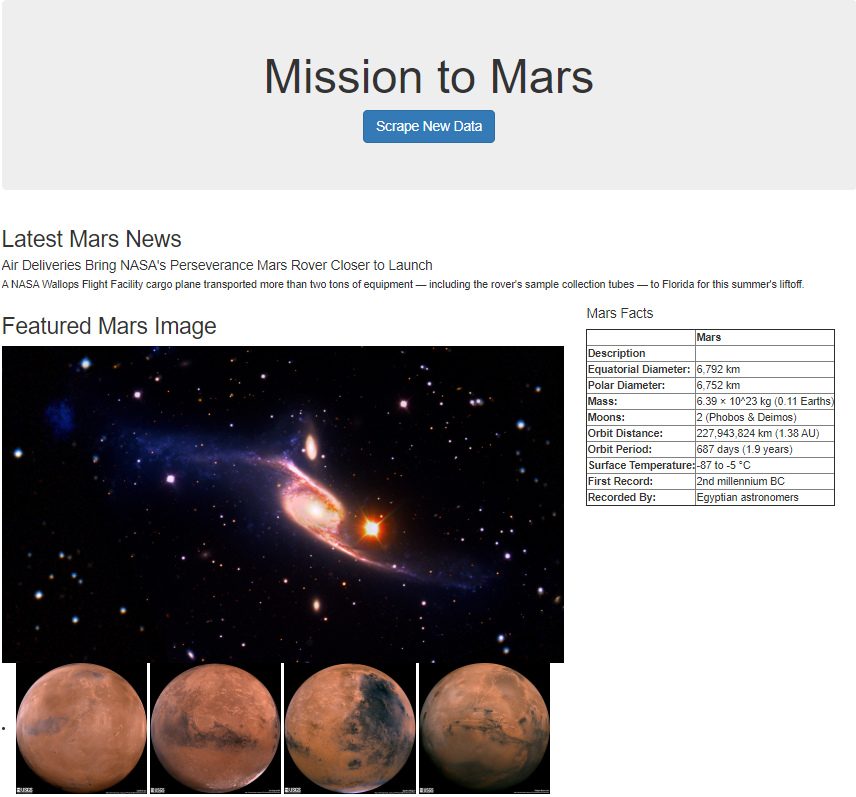 Mission to Mars
Scrape New Data
Latest Mars News
Air Deliveries Bring NASA's Perseverance Mars Rover Closer to Launch
A NASA Wallops Flight Facility cargo plane transported more than two tons of equipment — including the rover's sample collection tubes — to Florida for this summer's liftoff.
Featured Mars Image
Mars Facts
Mars
Description
Equatorial Diameter: 6,792 km
Polar Diameter: 6,752 km
Mass: 6.39 × 10^23 kg (0.11 Earths)
Moons: 2 (Phobos & Deimos)
Orbit Distance: 227,943,824 km (1.38 AU)
Orbit Period: 687 days (1.9 years)
Surface Temperature: -87 to -5 °C
First Record: 2nd millennium BC
Recorded By: Egyptian astronomers
USGS
USGS
USGS
USGS